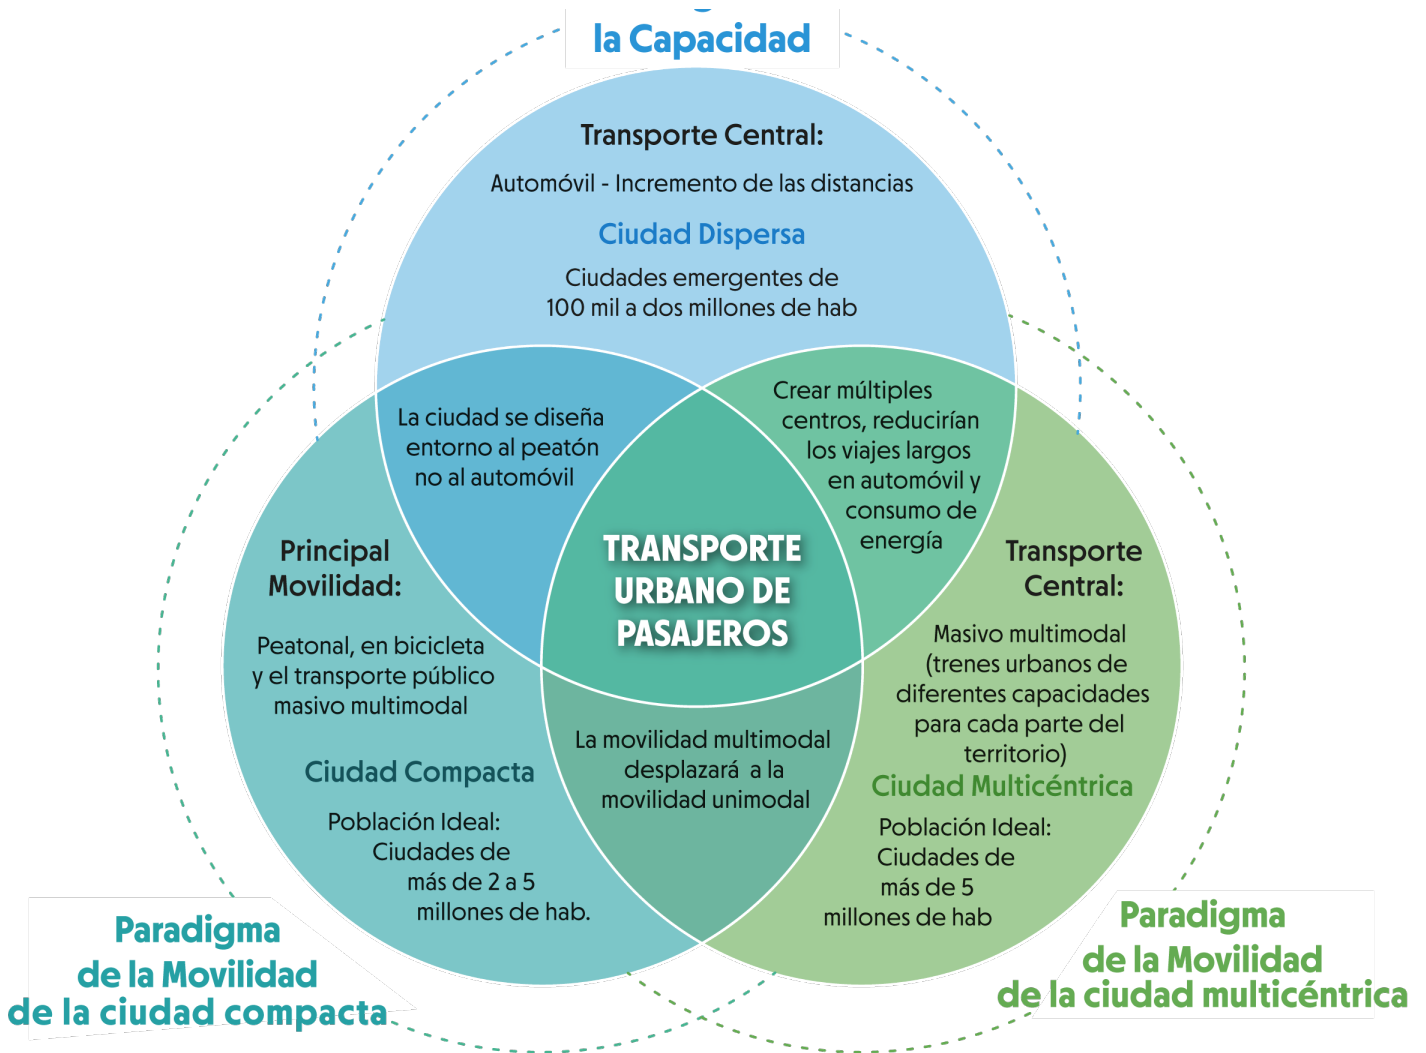 la Capacidad
Transporte Central:
Automóvil - Incremento de las distancias
Ciudad Dispersa
Ciudades emergentes de
100 mil a dos millones de hab
La ciudad se diseña
entorno al peatón
no al automóvil
Crear múltiples
centros, reducirían
los viajes largos
en automóvil y
consumo de
energía
TRANSPORTE
URBANO DE
PASAJEROS
Principal
Movilidad:
Peatonal, en bicicleta
y el transporte público
masivo multimodal
Ciudad Compacta
Población Ideal:
Ciudades de
más de 2 a 5
millones de hab.
La movilidad multimodal
desplazará a la
movilidad unimodal
Transporte
Central:
Masivo multimodal
(trenes urbanos de
diferentes capacidades
para cada parte del
territorio)
Ciudad Multicéntrica
Población Ideal:
Ciudades de
más de 5
millones de hab
Paradigma
de la Movilidad
de la ciudad compacta
Paradigma
de la Movilidad
de la ciudad multicéntrica